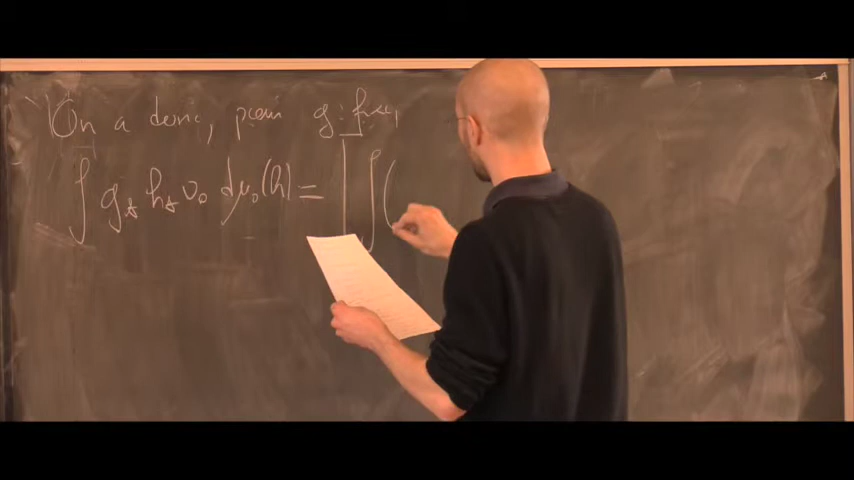 On a donc, pour g: fixé,
∫ g⋆ h⋆ ν₀ dμ₀(h) = | ∫ (